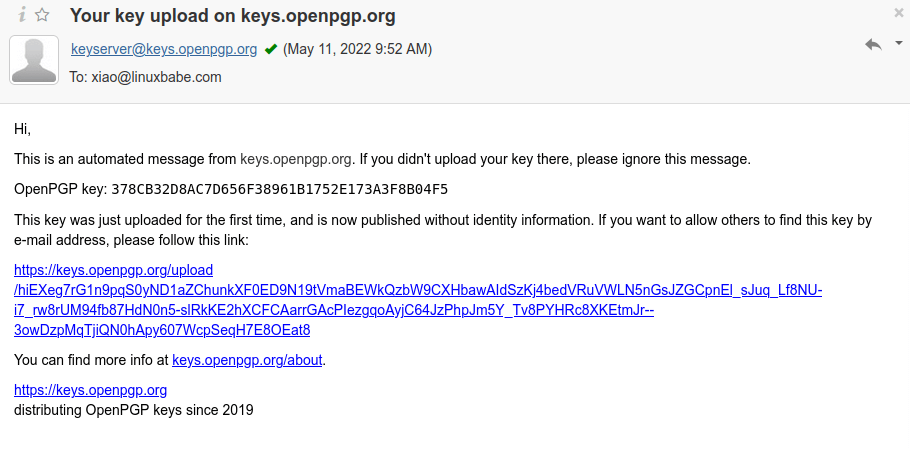 Your key upload on keys.openpgp.org
keyserver@keys.openpgp.org (May 11, 2022 9:52 AM)
To: xiao@linuxbabe.com
Hi,
This is an automated message from keys.openpgp.org. If you didn't upload your key there, please ignore this message.
OpenPGP key: 378CB32D8AC7D656F38961B1752E173A3F8B04F5
This key was just uploaded for the first time, and is now published without identity information. If you want to allow others to find this key by
e-mail address, please follow this link:
https://keys.openpgp.org/upload
/hiEXeg7rG1n9pqS0yND1aZChunkXF0ED9N19tVmaBEWkQzbW9CXHbawAIdSzKj4bedVRuVWLN5nGsJZGCpnEl_sJuq_Lf8NU-
i7_rw8rUM94fb87HdN0n5-slRkKE2hXCFCAarrGAcPIezgqoAyjC64JzPhpJm5Y_Tv8PYHRc8XKEtmJr--
3owDzpMqTjiQN0hApy607WcpSeqH7E8OEat8
You can find more info at keys.openpgp.org/about.
https://keys.openpgp.org
distributing OpenPGP keys since 2019